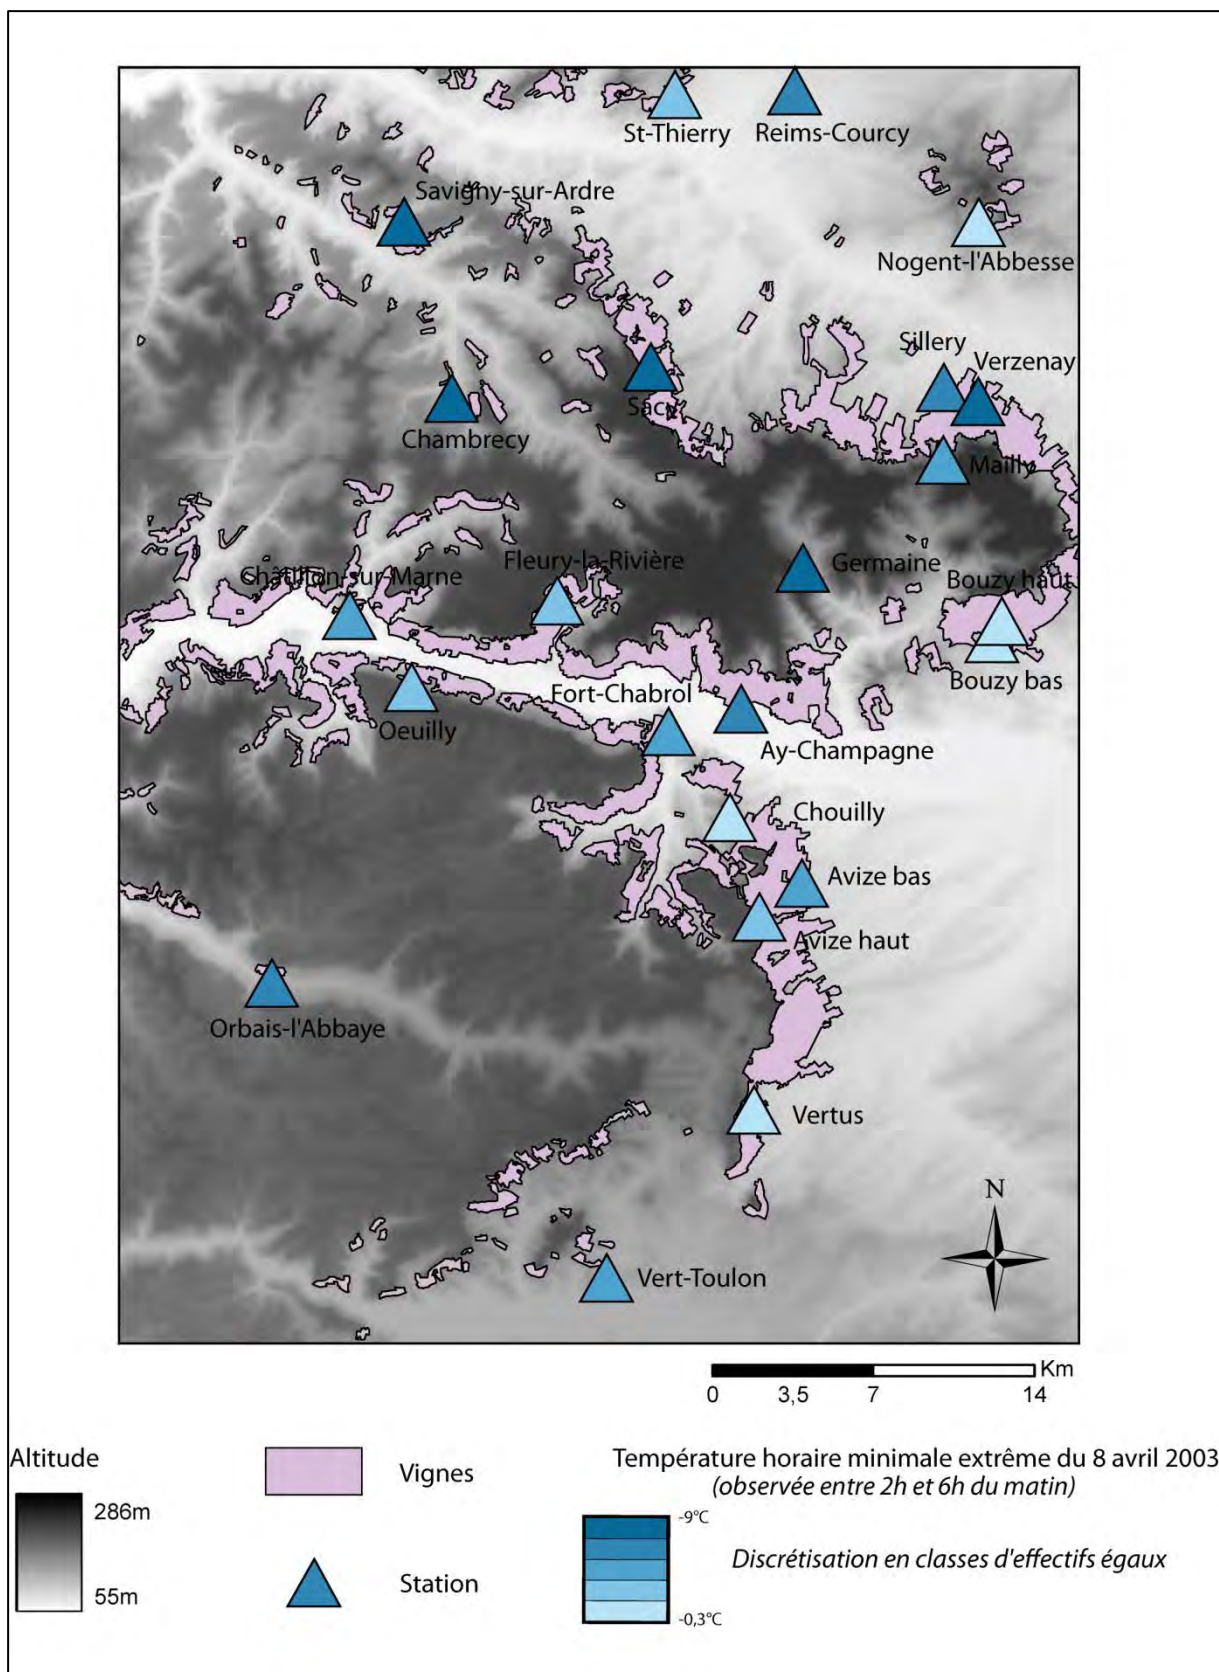 St-Thierry
Reims-Courcy
Savigny-sur-Ardre
Nogent-l'Abbesse
Sillery
Verzenay
Sacy
Chambrecy
Mailly
Fleury-la-Rivière
Germaine
Châtillon-sur-Marne
Bouzy haut
Bouzy bas
Fort-Chabrol
Oeuilly
Ay-Champagne
Chouilly
Avize bas
Avize haut
Orbais-l'Abbaye
Vertus
N
Vert-Toulon
Km
0 3,5 7 14
Altitude
286m
55m
Vignes
Station
Température horaire minimale extrême du 8 avril 2003
(observée entre 2h et 6h du matin)
-9°C
Discrétisation en classes d'effectifs égaux
-0,3°C